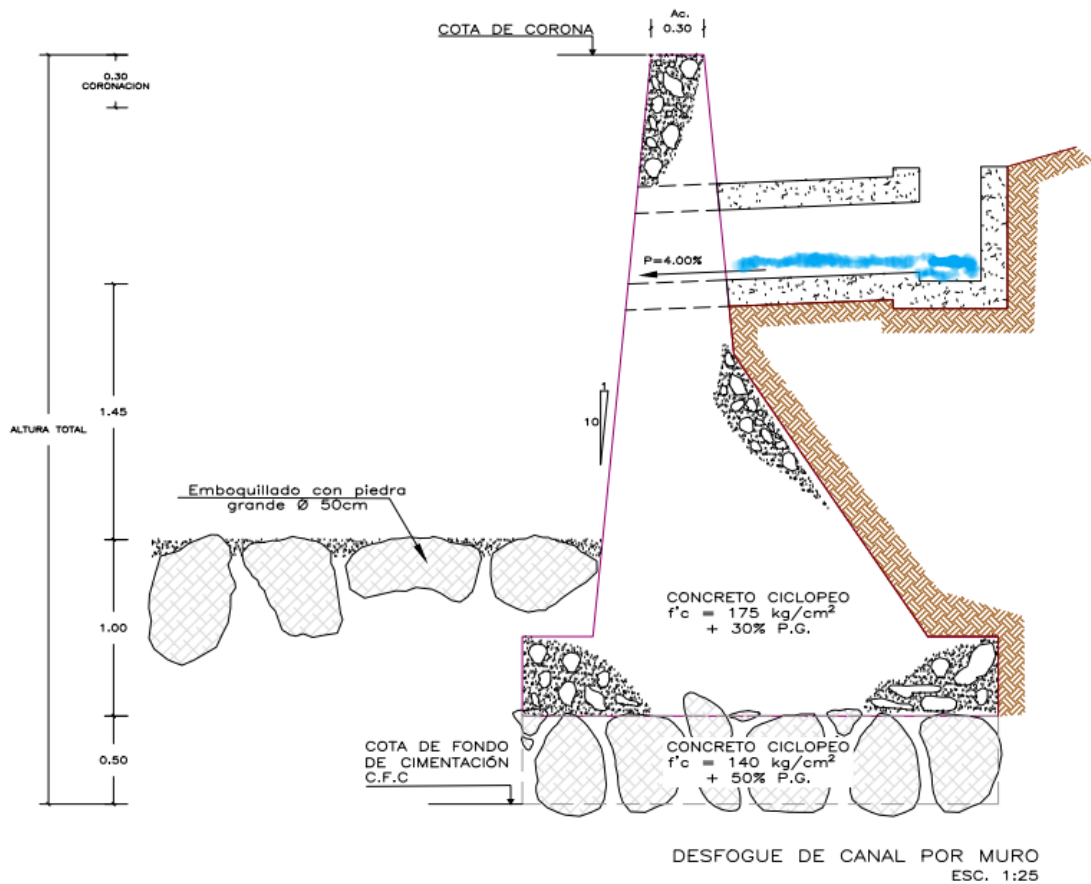 Ac.
0.30
COTA DE CORONA
0.30
CORONACION
P=4.00%
1
10
1.45
ALTURA TOTAL
Emboquillado con piedra
grande Ø 50cm
CONCRETO CICLOPEO
f'c = 175 kg/cm²
+ 30% P.G.
1.00
COTA DE FONDO
DE CIMENTACIÓN
C.F.C
CONCRETO CICLOPEO
f'c = 140 kg/cm²
+ 50% P.G.
0.50
DESFOGUE DE CANAL POR MURO
ESC. 1:25